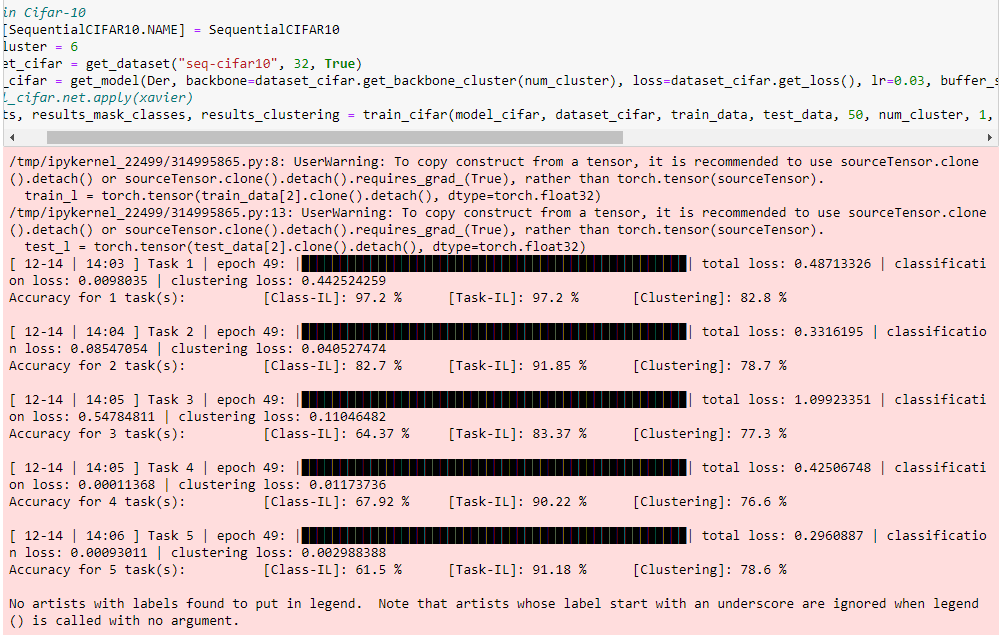 in Cifar-10
[SequentialCIFAR10.NAME] = SequentialCIFAR10
luster = 6
et_cifar = get_dataset("seq-cifar10", 32, True)
_cifar = get_model(Der, backbone=dataset_cifar.get_backbone_cluster(num_cluster), loss=dataset_cifar.get_loss(), lr=0.03, buffer_s
l_cifar.net.apply(xavier)
ts, results_mask_classes, results_clustering = train_cifar(model_cifar, dataset_cifar, train_data, test_data, 50, num_cluster, 1,
/tmp/ipykernel_22499/314995865.py:8: UserWarning: To copy construct from a tensor, it is recommended to use sourceTensor.clone
().detach() or sourceTensor.clone().detach().requires_grad_(True), rather than torch.tensor(sourceTensor).
  train_l = torch.tensor(train_data[2].clone().detach(), dtype=torch.float32)
/tmp/ipykernel_22499/314995865.py:13: UserWarning: To copy construct from a tensor, it is recommended to use sourceTensor.clone
().detach() or sourceTensor.clone().detach().requires_grad_(True), rather than torch.tensor(sourceTensor).
  test_l = torch.tensor(test_data[2].clone().detach(), dtype=torch.float32)
[ 12-14 | 14:03 ] Task 1 | epoch 49: | | total loss: 0.48713326 | classificati
on loss: 0.0098035 | clustering loss: 0.442524259
Accuracy for 1 task(s): [Class-IL]: 97.2 % [Task-IL]: 97.2 % [Clustering]: 82.8 %
[ 12-14 | 14:04 ] Task 2 | epoch 49: | | total loss: 0.3316195 | classificatio
n loss: 0.08547054 | clustering loss: 0.040527474
Accuracy for 2 task(s): [Class-IL]: 82.7 % [Task-IL]: 91.85 % [Clustering]: 78.7 %
[ 12-14 | 14:05 ] Task 3 | epoch 49: | | total loss: 1.09923351 | classificati
on loss: 0.54784811 | clustering loss: 0.11046482
Accuracy for 3 task(s): [Class-IL]: 64.37 % [Task-IL]: 83.37 % [Clustering]: 77.3 %
[ 12-14 | 14:05 ] Task 4 | epoch 49: | | total loss: 0.42506748 | classificati
on loss: 0.00011368 | clustering loss: 0.01173736
Accuracy for 4 task(s): [Class-IL]: 67.92 % [Task-IL]: 90.22 % [Clustering]: 76.6 %
[ 12-14 | 14:06 ] Task 5 | epoch 49: | | total loss: 0.2960887 | classificatio
n loss: 0.00093011 | clustering loss: 0.002988388
Accuracy for 5 task(s): [Class-IL]: 61.5 % [Task-IL]: 91.18 % [Clustering]: 78.6 %
No artists with labels found to put in legend.  Note that artists whose label start with an underscore are ignored when legend
() is called with no argument.